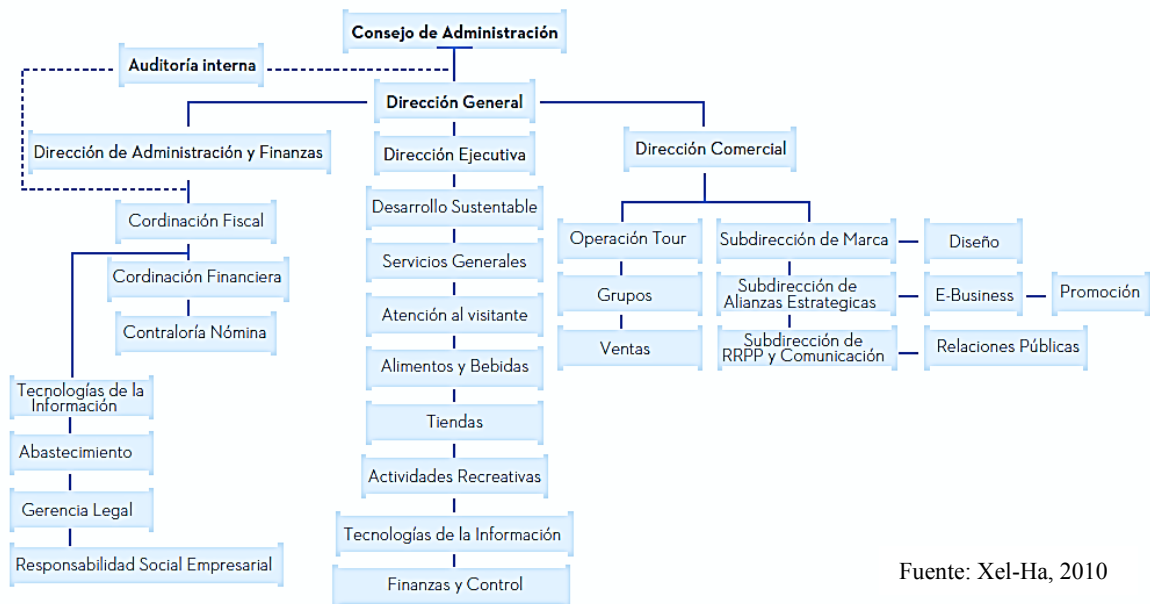 Consejo de Administración
Auditoría interna
Dirección General
Dirección de Administración y Finanzas
Dirección Ejecutiva
Dirección Comercial
Cordinación Fiscal
Cordinación Financiera
Contraloría Nómina
Tecnologías de la
Información
Abastecimiento
Gerencia Legal
Responsabilidad Social Empresarial
Desarrollo Sustentable
Servicios Generales
Atención al visitante
Alimentos y Bebidas
Tiendas
Actividades Recreativas
Tecnologías de la Información
Finanzas y Control
Operación Tour
Grupos
Ventas
Subdirección de Marca
Diseño
Subdirección de
Alianzas Estrategicas
E-Business
Promoción
Subdirección de
RRPP y Comunicación
Relaciones Públicas
Fuente: Xel-Ha, 2010